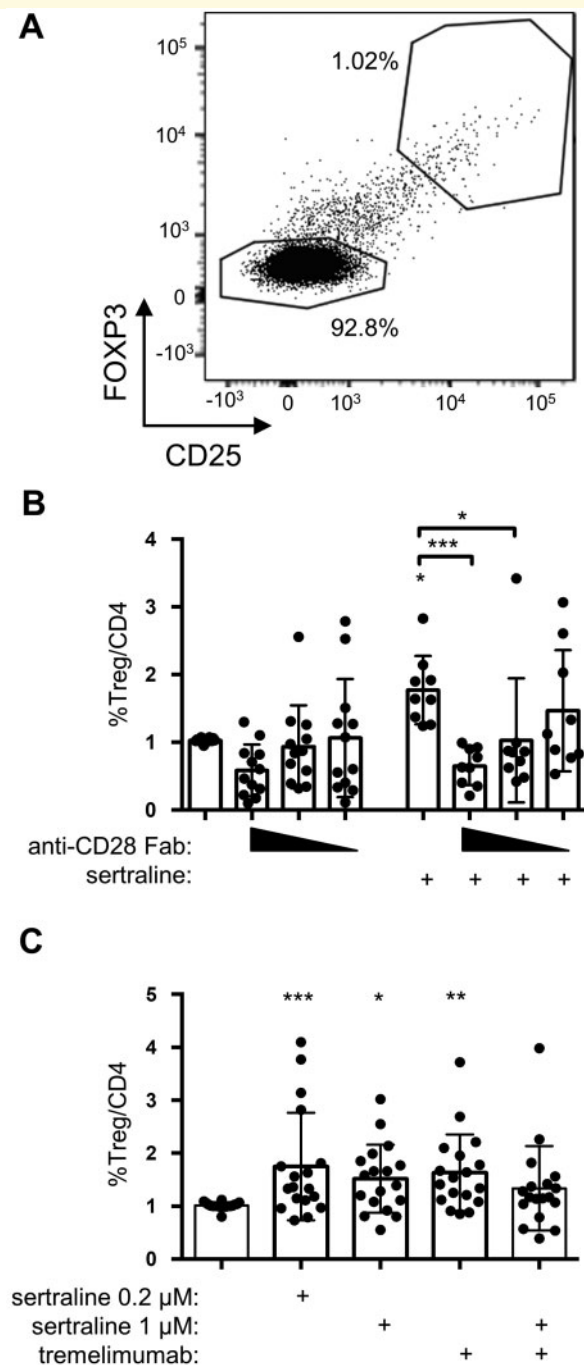 A
10⁵
10⁴
10³
0
-10³
1.02%
92.8%
FOXP3
-10³ 0 10³ 10⁴ 10⁵
CD25
B
%Treg/CD4
4
3
2
1
0
*
***
*
anti-CD28 Fab:
sertraline: + + + +
C
%Treg/CD4
5
4
3
2
1
0
*** * **
sertraline 0.2 µM: +
sertraline 1 µM: + +
tremelimumab: + +